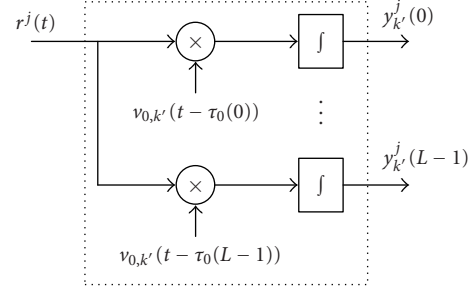 r^j(t)
×
∫
y^j_{k′}(0)
v_{0,k′}(t − τ_0(0))
⋮
×
∫
y^j_{k′}(L − 1)
v_{0,k′}(t − τ_0(L − 1))